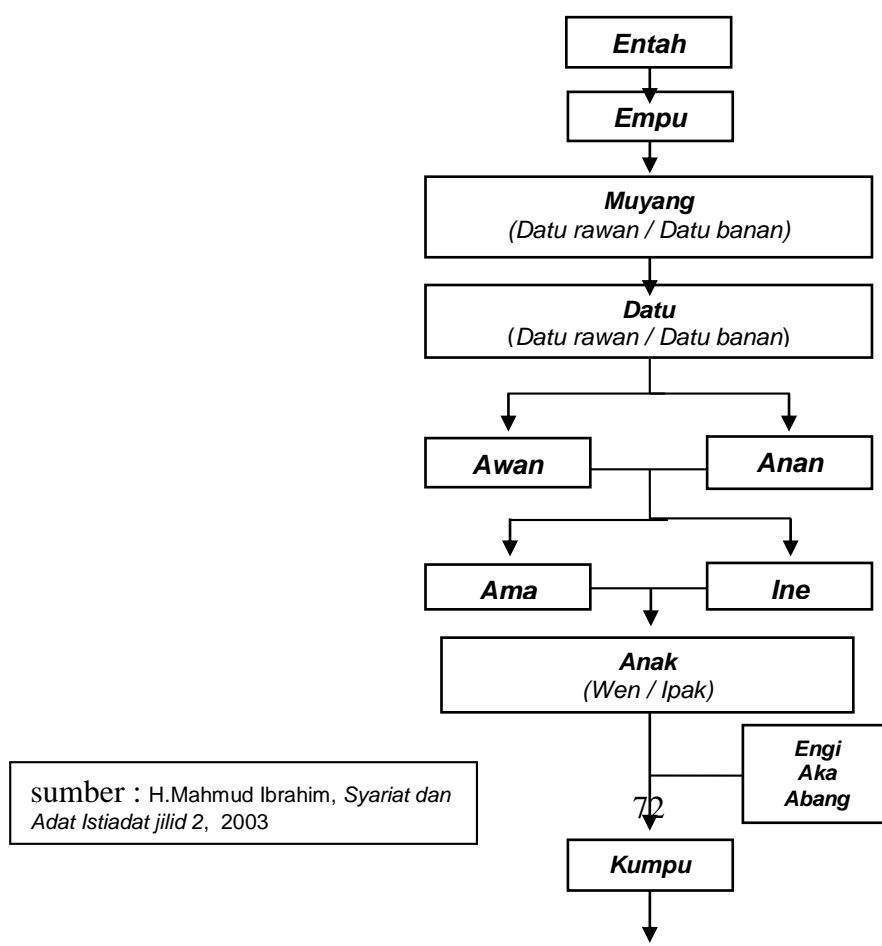 Entah
Empu
Muyang
(Datu rawan / Datu banan)
Datu
(Datu rawan / Datu banan)
Awan
Anan
Ama
Ine
Anak
(Wen / Ipak)
Engi
Aka
Abang
sumber : H.Mahmud Ibrahim, Syariat dan
Adat Istiadat jilid 2, 2003
72
Kumpu